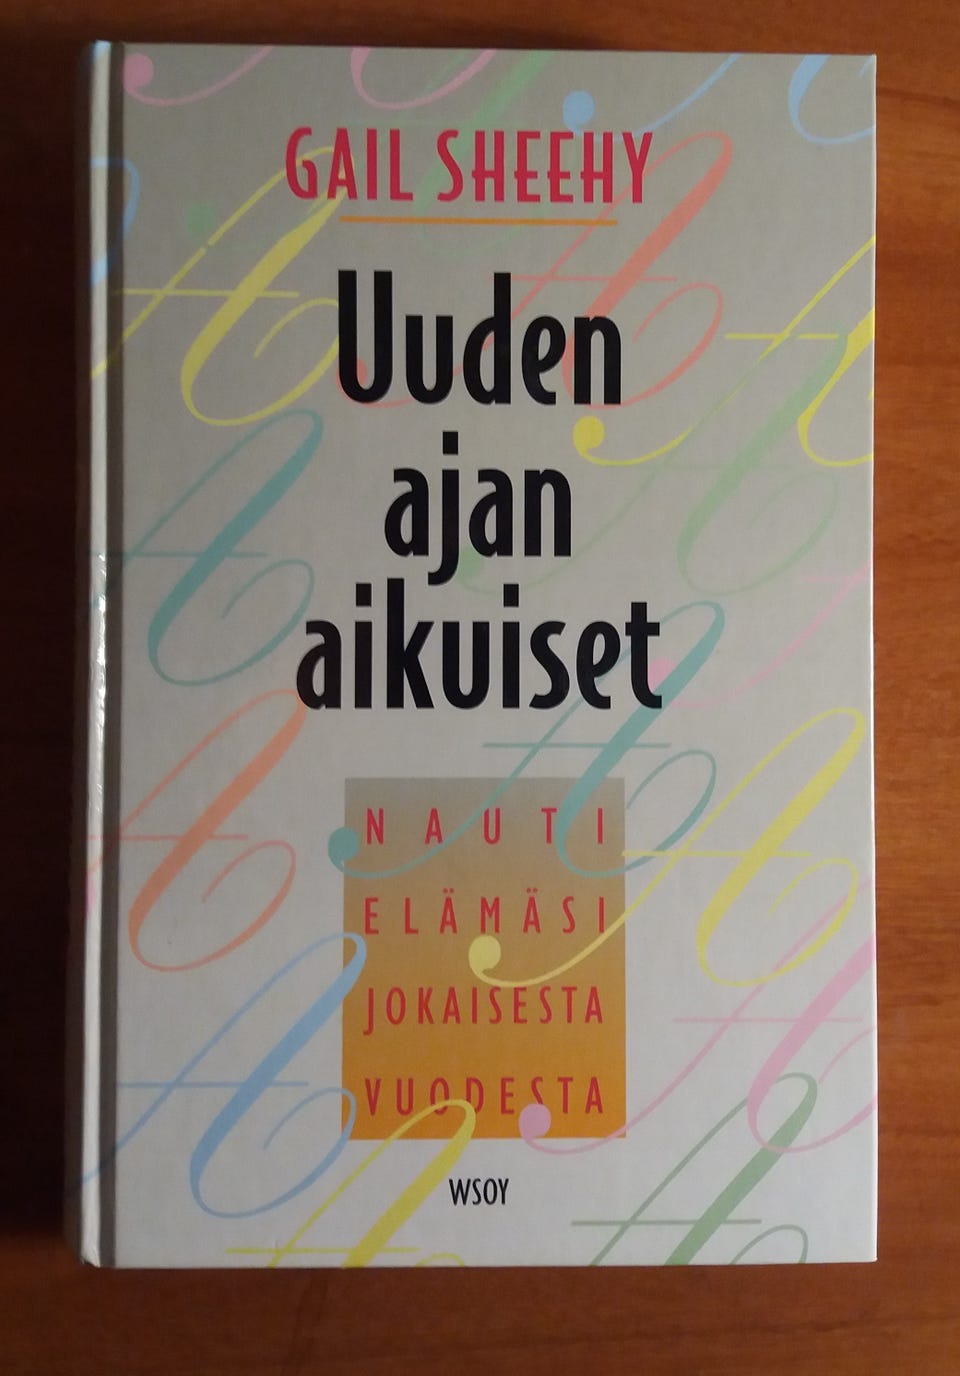 GAIL SHEEHY
Uuden
ajan
aikuiset
NAUTI
ELÄMÄSI
JOKAISESTA
VUODESTA
WSOY